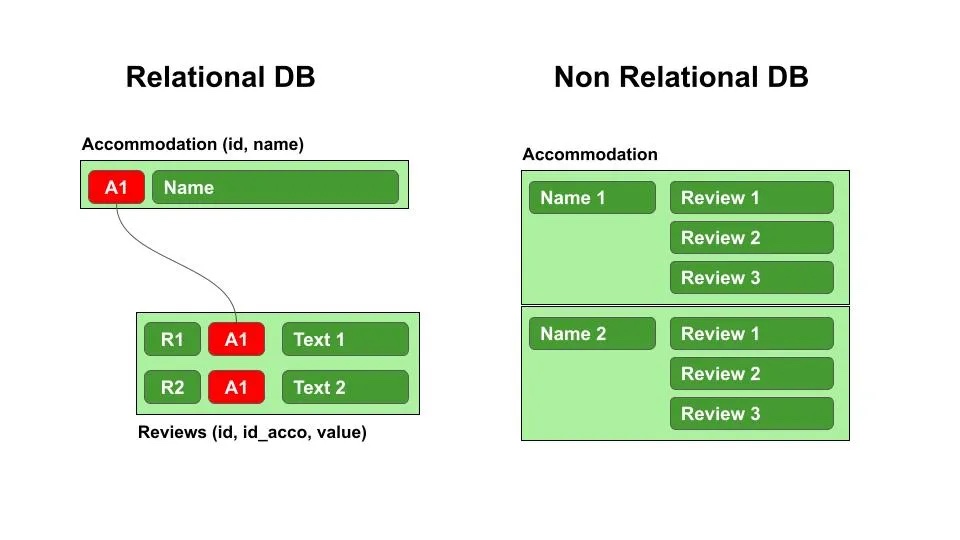 Relational DB
Accommodation (id, name)
A1 Name
R1 A1 Text 1
R2 A1 Text 2
Reviews (id, id_acco, value)
Non Relational DB
Accommodation
Name 1 Review 1
Review 2
Review 3
Name 2 Review 1
Review 2
Review 3